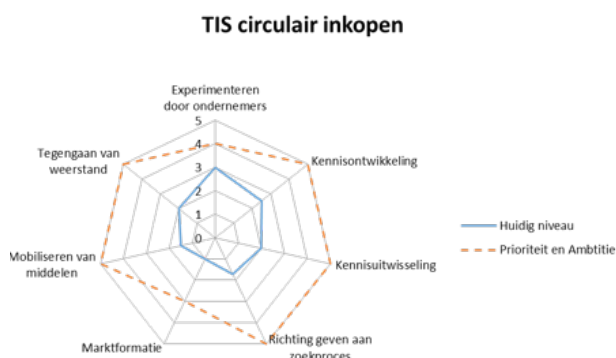 TIS circulair inkopen
Experimenteren
door ondernemers
5
4
3
2
1
0
Kennisontwikkeling
Kennisuitwisseling
Richting geven aan
zoekproces
Marktformatie
Mobiliseren van
middelen
Tegengaan van
weerstand
Huidig niveau
Prioriteit en Ambtitie